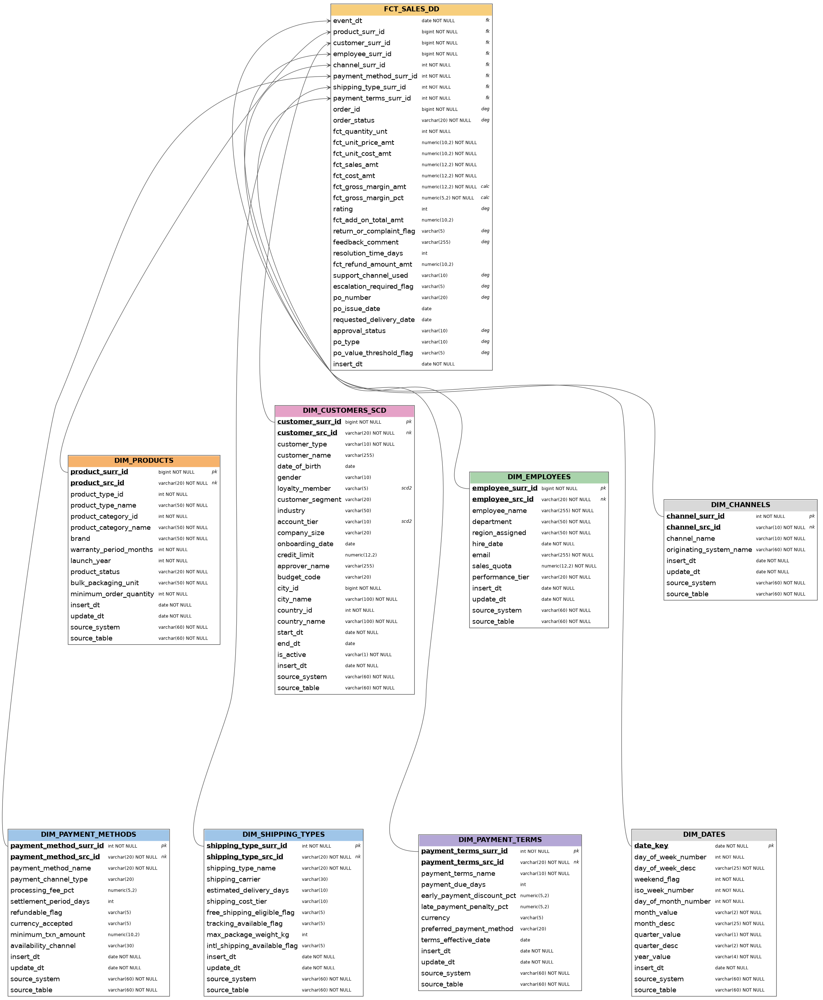 FCT_SALES_DD
event_dt date NOT NULL fk
product_surr_id bigint NOT NULL fk
customer_surr_id bigint NOT NULL fk
employee_surr_id bigint NOT NULL fk
channel_surr_id int NOT NULL fk
payment_method_surr_id int NOT NULL fk
shipping_type_surr_id int NOT NULL fk
payment_terms_surr_id int NOT NULL fk
order_id bigint NOT NULL deg
order_status varchar(20) NOT NULL deg
fct_quantity_unt int NOT NULL
fct_unit_price_amt numeric(10,2) NOT NULL
fct_unit_cost_amt numeric(10,2) NOT NULL
fct_sales_amt numeric(12,2) NOT NULL
fct_cost_amt numeric(12,2) NOT NULL
fct_gross_margin_amt numeric(12,2) NOT NULL calc
fct_gross_margin_pct numeric(5,2) NOT NULL calc
rating int deg
fct_add_on_total_amt numeric(10,2)
return_or_complaint_flag varchar(5) deg
feedback_comment varchar(255) deg
resolution_time_days int
fct_refund_amount_amt numeric(10,2)
support_channel_used varchar(10) deg
escalation_required_flag varchar(5) deg
po_number varchar(20) deg
po_issue_date date
requested_delivery_date date
approval_status varchar(10) deg
po_type varchar(10) deg
po_value_threshold_flag varchar(5) deg
insert_dt date NOT NULL
DIM_CUSTOMERS_SCD
customer_surr_id bigint NOT NULL pk
customer_src_id varchar(20) NOT NULL nk
customer_type varchar(10) NOT NULL
customer_name varchar(255)
date_of_birth date
gender varchar(10)
loyalty_member varchar(5) scd2
customer_segment varchar(20)
industry varchar(50)
account_tier varchar(10) scd2
company_size varchar(20)
onboarding_date date
credit_limit numeric(12,2)
approver_name varchar(255)
budget_code varchar(20)
city_id bigint NOT NULL
city_name varchar(100) NOT NULL
country_id int NOT NULL
country_name varchar(100) NOT NULL
start_dt date NOT NULL
end_dt date
is_active varchar(1) NOT NULL
insert_dt date NOT NULL
source_system varchar(60) NOT NULL
source_table varchar(60) NOT NULL
DIM_PRODUCTS
product_surr_id bigint NOT NULL pk
product_src_id varchar(20) NOT NULL nk
product_type_id int NOT NULL
product_type_name varchar(50) NOT NULL
product_category_id int NOT NULL
product_category_name varchar(50) NOT NULL
brand varchar(50) NOT NULL
warranty_period_months int NOT NULL
launch_year int NOT NULL
product_status varchar(20) NOT NULL
bulk_packaging_unit varchar(50) NOT NULL
minimum_order_quantity int NOT NULL
insert_dt date NOT NULL
update_dt date NOT NULL
source_system varchar(60) NOT NULL
source_table varchar(60) NOT NULL
DIM_EMPLOYEES
employee_surr_id bigint NOT NULL pk
employee_src_id varchar(20) NOT NULL nk
employee_name varchar(255) NOT NULL
department varchar(50) NOT NULL
region_assigned varchar(50) NOT NULL
hire_date date NOT NULL
email varchar(255) NOT NULL
sales_quota numeric(12,2) NOT NULL
performance_tier varchar(20) NOT NULL
insert_dt date NOT NULL
update_dt date NOT NULL
source_system varchar(60) NOT NULL
source_table varchar(60) NOT NULL
DIM_CHANNELS
channel_surr_id int NOT NULL pk
channel_src_id varchar(10) NOT NULL nk
channel_name varchar(10) NOT NULL
originating_system_name varchar(60) NOT NULL
insert_dt date NOT NULL
update_dt date NOT NULL
source_system varchar(60) NOT NULL
source_table varchar(60) NOT NULL
DIM_PAYMENT_METHODS
payment_method_surr_id int NOT NULL pk
payment_method_src_id varchar(20) NOT NULL nk
payment_method_name varchar(20) NOT NULL
payment_channel_type varchar(20)
processing_fee_pct numeric(5,2)
settlement_period_days int
refundable_flag varchar(5)
currency_accepted varchar(5)
minimum_txn_amount numeric(10,2)
availability_channel varchar(30)
insert_dt date NOT NULL
update_dt date NOT NULL
source_system varchar(60) NOT NULL
source_table varchar(60) NOT NULL
DIM_SHIPPING_TYPES
shipping_type_surr_id int NOT NULL pk
shipping_type_src_id varchar(20) NOT NULL nk
shipping_type_name varchar(20) NOT NULL
shipping_carrier varchar(30)
estimated_delivery_days varchar(10)
shipping_cost_tier varchar(10)
free_shipping_eligible_flag varchar(5)
tracking_available_flag varchar(5)
max_package_weight_kg int
intl_shipping_available_flag varchar(5)
insert_dt date NOT NULL
update_dt date NOT NULL
source_system varchar(60) NOT NULL
source_table varchar(60) NOT NULL
DIM_PAYMENT_TERMS
payment_terms_surr_id int NOT NULL pk
payment_terms_src_id varchar(20) NOT NULL nk
payment_terms_name varchar(10) NOT NULL
payment_due_days int
early_payment_discount_pct numeric(5,2)
late_payment_penalty_pct numeric(5,2)
currency varchar(5)
preferred_payment_method varchar(20)
terms_effective_date date
insert_dt date NOT NULL
update_dt date NOT NULL
source_system varchar(60) NOT NULL
source_table varchar(60) NOT NULL
DIM_DATES
date_key date NOT NULL pk
day_of_week_number int NOT NULL
day_of_week_desc varchar(25) NOT NULL
weekend_flag int NOT NULL
iso_week_number int NOT NULL
day_of_month_number int NOT NULL
month_value varchar(2) NOT NULL
month_desc varchar(25) NOT NULL
quarter_value varchar(1) NOT NULL
quarter_desc varchar(2) NOT NULL
year_value varchar(4) NOT NULL
insert_dt date NOT NULL
source_system varchar(60) NOT NULL
source_table varchar(60) NOT NULL